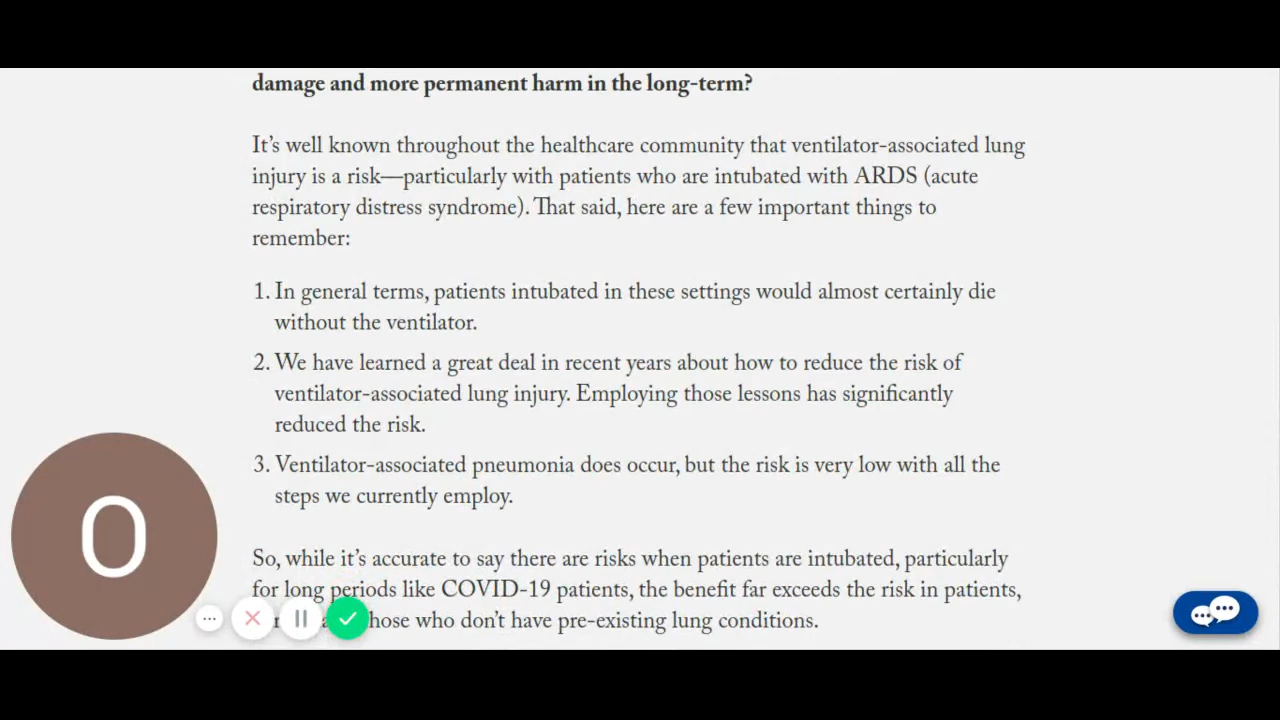 damage and more permanent harm in the long-term?
It’s well known throughout the healthcare community that ventilator-associated lung
injury is a risk—particularly with patients who are intubated with ARDS (acute
respiratory distress syndrome). That said, here are a few important things to
remember:
1. In general terms, patients intubated in these settings would almost certainly die
without the ventilator.
2. We have learned a great deal in recent years about how to reduce the risk of
ventilator-associated lung injury. Employing those lessons has significantly
reduced the risk.
3. Ventilator-associated pneumonia does occur, but the risk is very low with all the
steps we currently employ.
So, while it’s accurate to say there are risks when patients are intubated, particularly
for long periods like COVID-19 patients, the benefit far exceeds the risk in patients,
those who don’t have pre-existing lung conditions.
O